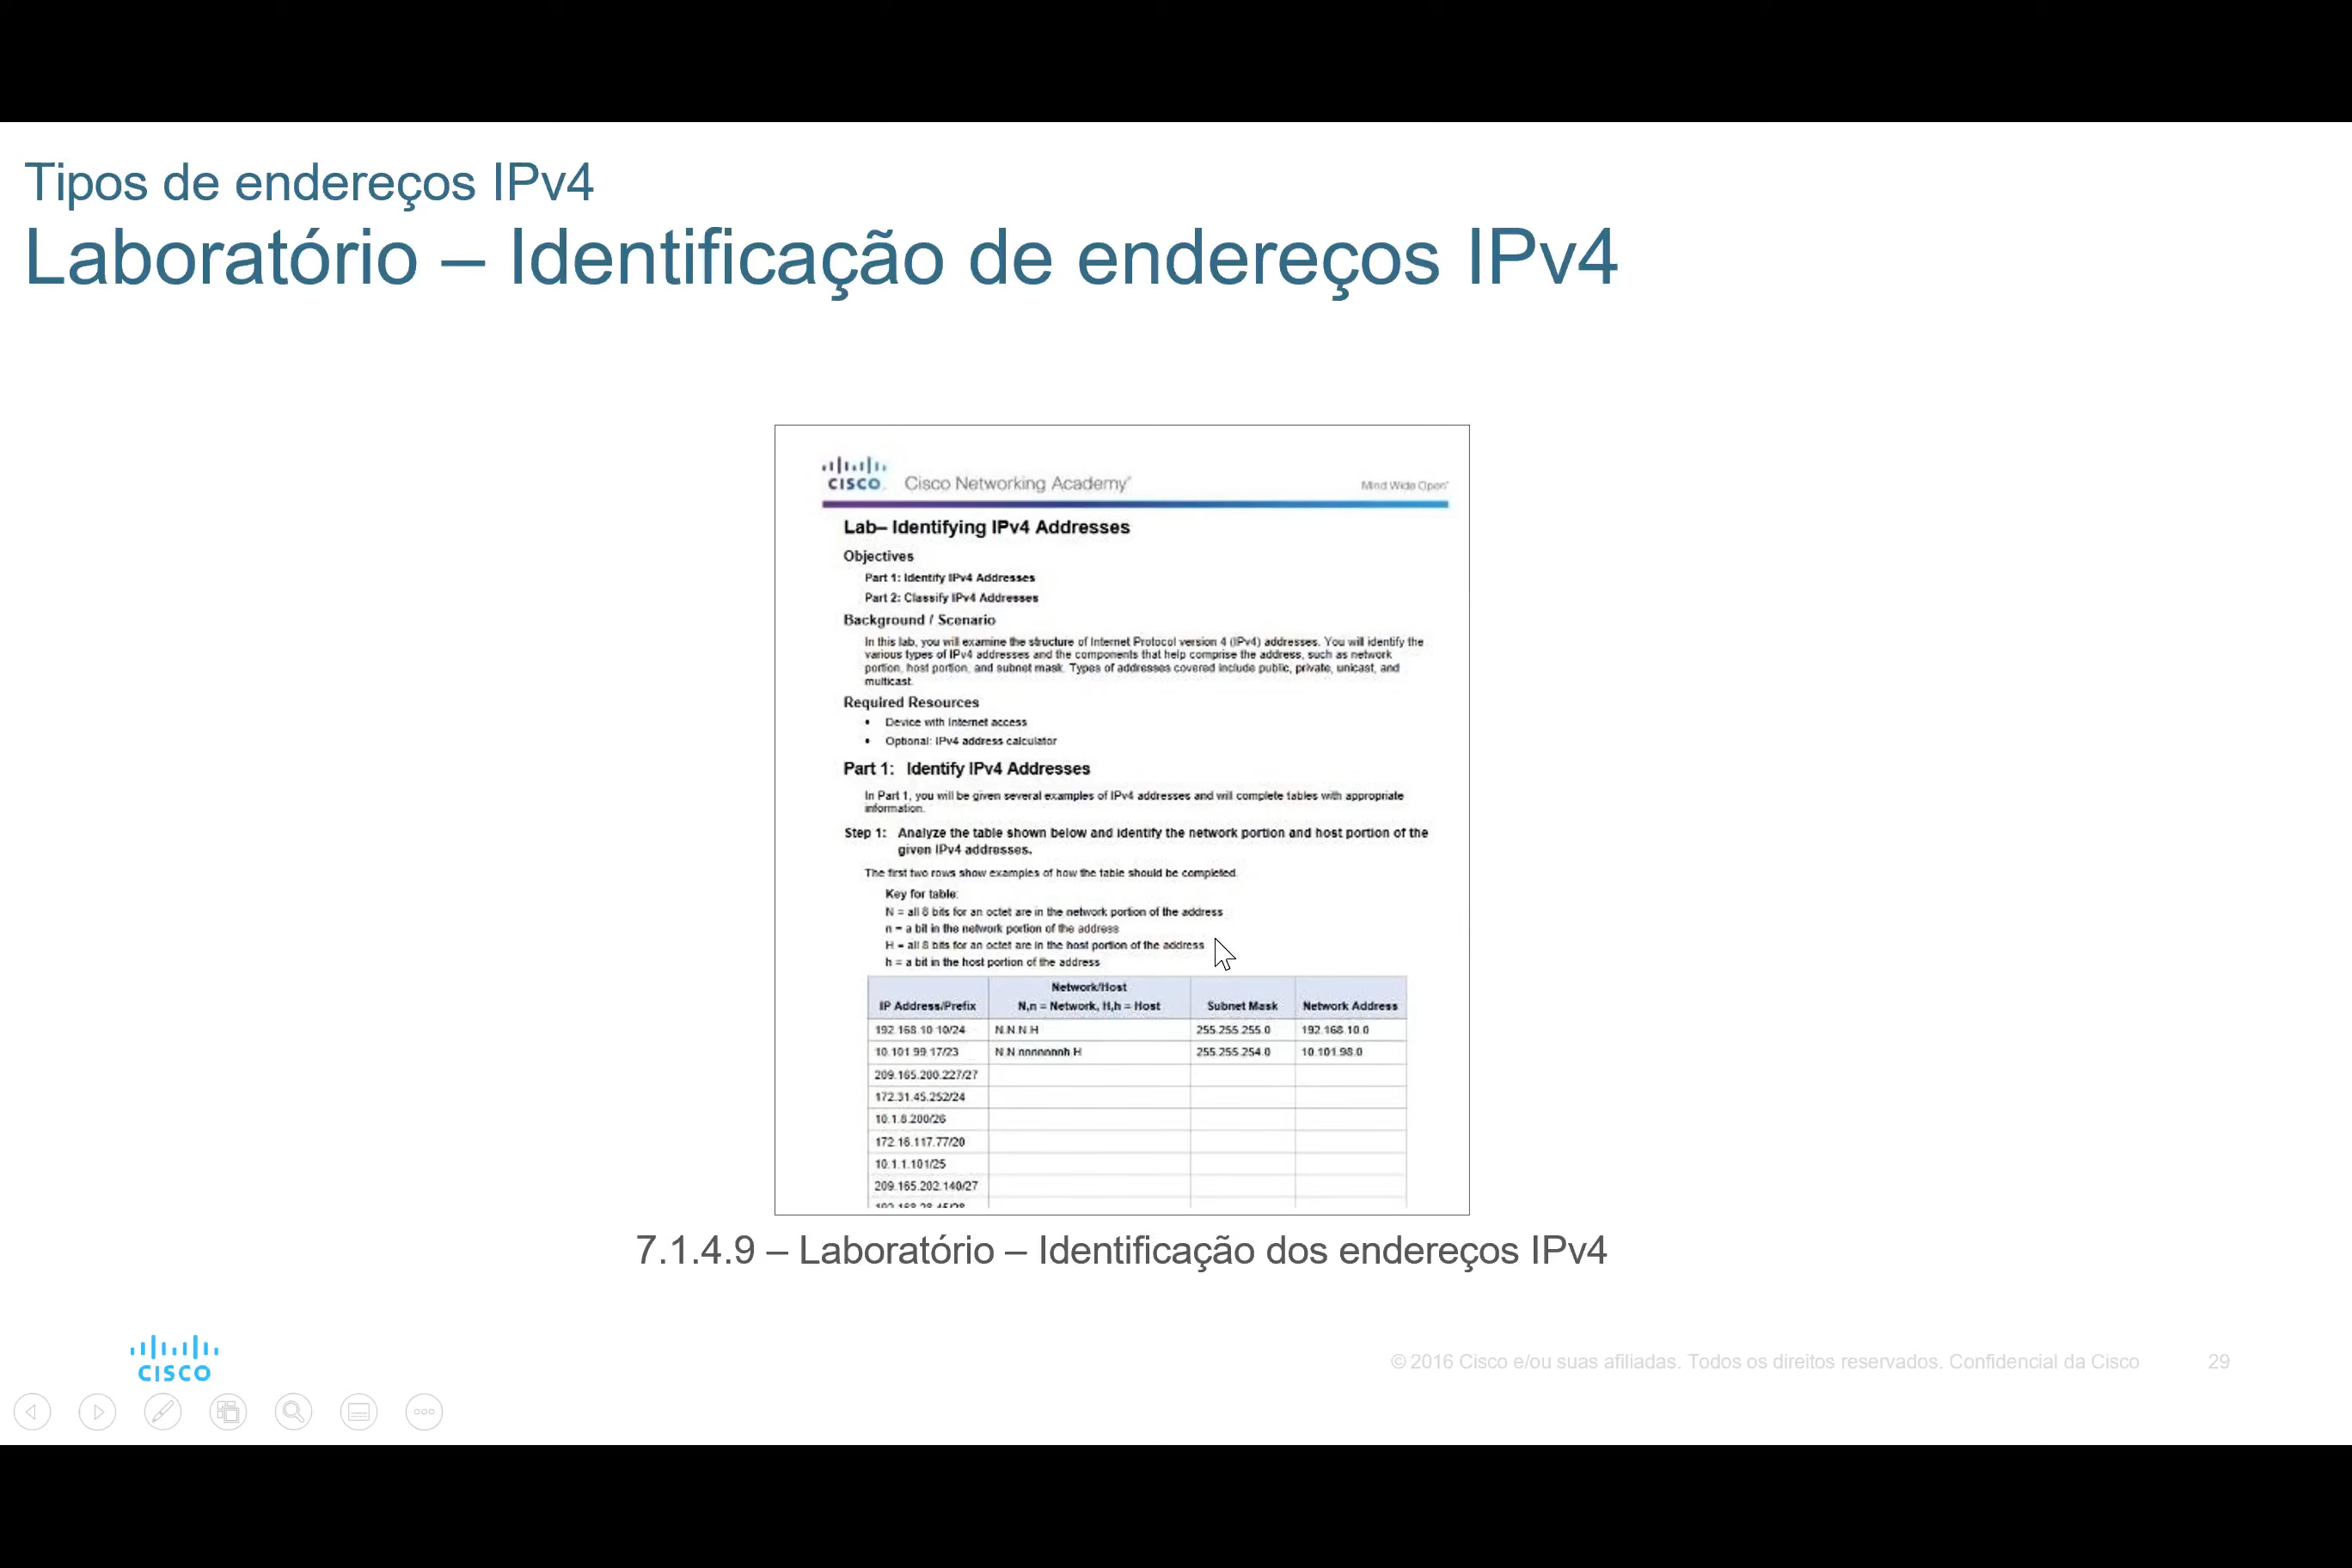 Tipos de endereços IPv4
Laboratório – Identificação de endereços IPv4
CISCO Cisco Networking Academy® Mind Wide Open®
Lab– Identifying IPv4 Addresses
Objectives
Part 1: Identify IPv4 Addresses
Part 2: Classify IPv4 Addresses
Background / Scenario
In this lab, you will examine the structure of Internet Protocol version 4 (IPv4) addresses. You will identify the
various types of IPv4 addresses and the components that help comprise the address, such as network
portion, host portion, and subnet mask. Types of addresses covered include public, private, unicast, and
multicast.
Required Resources
• Device with Internet access
• Optional: IPv4 address calculator
Part 1: Identify IPv4 Addresses
In Part 1, you will be given several examples of IPv4 addresses and will complete tables with appropriate
information.
Step 1: Analyze the table shown below and identify the network portion and host portion of the
given IPv4 addresses.
The first two rows show examples of how the table should be completed.
Key for table:
N = all 8 bits for an octet are in the network portion of the address
n = a bit in the network portion of the address
H = all 8 bits for an octet are in the host portion of the address
h = a bit in the host portion of the address
Network/Host
IP Address/Prefix N,n = Network, H,h = Host Subnet Mask Network Address
192.168.10.10/24 N.N.N.H 255.255.255.0 192.168.10.0
10.101.99.17/23 N.N.nnnnnnnh.H 255.255.254.0 10.101.98.0
209.165.200.227/27
172.31.45.252/24
10.1.8.200/26
172.16.117.77/20
10.1.1.101/25
209.165.202.140/27
192.168.28.45/28
7.1.4.9 – Laboratório – Identificação dos endereços IPv4
CISCO
© 2016 Cisco e/ou suas afiliadas. Todos os direitos reservados. Confidencial da Cisco 29